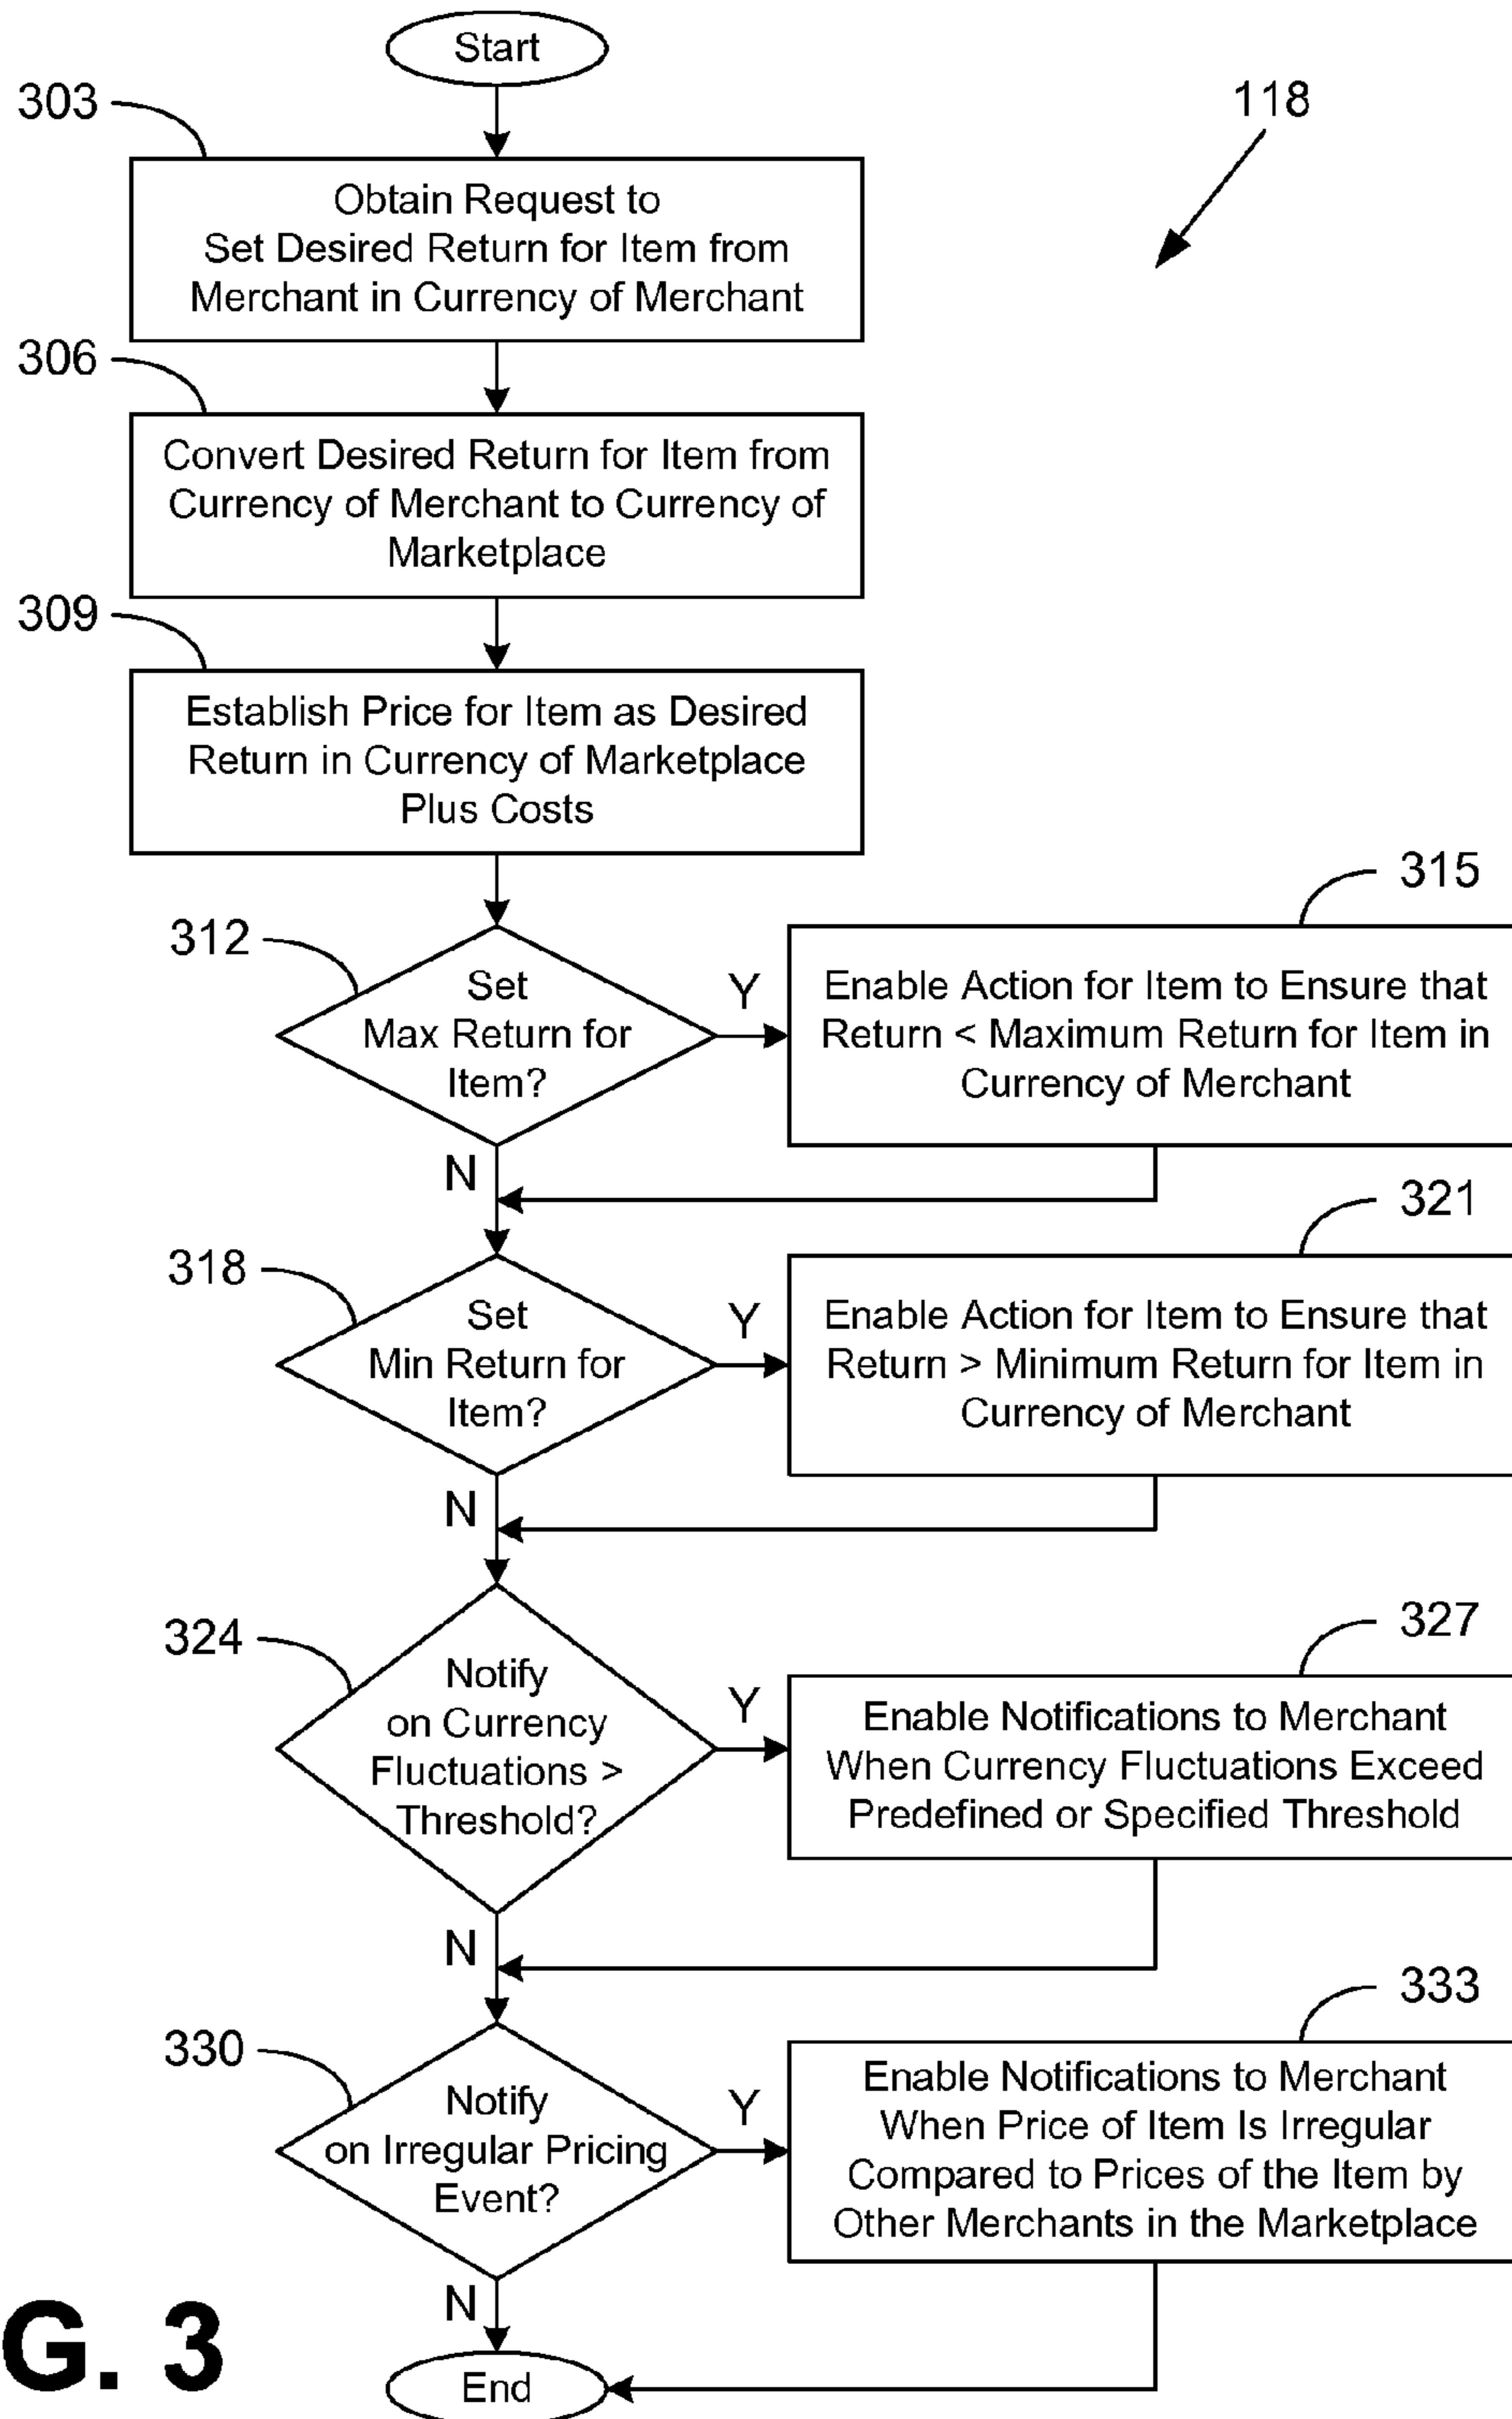 Start
303
118
Obtain Request to
Set Desired Return for Item from
Merchant in Currency of Merchant
306
Convert Desired Return for Item from
Currency of Merchant to Currency of
Marketplace
309
Establish Price for Item as Desired
Return in Currency of Marketplace
Plus Costs
312
Set
Max Return for
Item?
Y
N
315
Enable Action for Item to Ensure that
Return < Maximum Return for Item in
Currency of Merchant
318
Set
Min Return for
Item?
Y
N
321
Enable Action for Item to Ensure that
Return > Minimum Return for Item in
Currency of Merchant
324
Notify
on Currency
Fluctuations >
Threshold?
Y
N
327
Enable Notifications to Merchant
When Currency Fluctuations Exceed
Predefined or Specified Threshold
330
Notify
on Irregular Pricing
Event?
Y
N
333
Enable Notifications to Merchant
When Price of Item Is Irregular
Compared to Prices of the Item by
Other Merchants in the Marketplace
End
G. 3